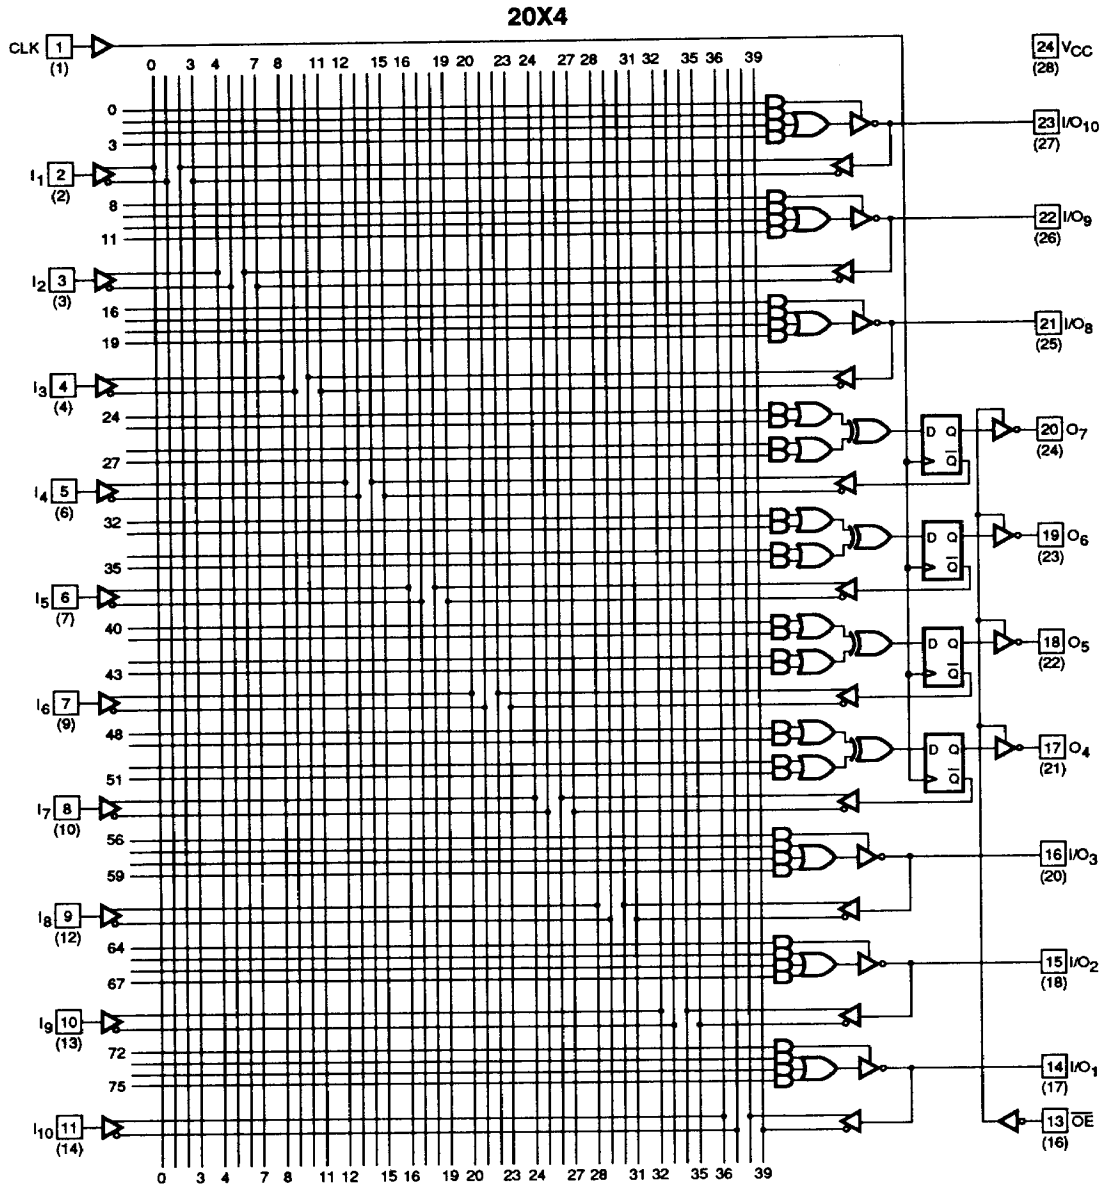 20X4
CLK 1 (1)
24 VCC (28)
0 3 4 7 8 11 12 15 16 19 20 23 24 27 28 31 32 35 36 39
0
23 I/O10 (27)
3
I1 2 (2)
8
22 I/O9 (26)
11
I2 3 (3)
16
21 I/O8 (25)
19
I3 4 (4)
24
D Q
20 O7 (24)
27
Q
I4 5 (6)
32
D Q
19 O6 (23)
35
Q
I5 6 (7)
40
D Q
18 O5 (22)
43
Q
I6 7 (9)
48
D Q
17 O4 (21)
51
Q
I7 8 (10)
56
16 I/O3 (20)
59
I8 9 (12)
64
15 I/O2 (18)
67
I9 10 (13)
72
14 I/O1 (17)
75
I10 11 (14)
13 OE (16)
0 3 4 7 8 11 12 15 16 19 20 23 24 27 28 31 32 35 36 39